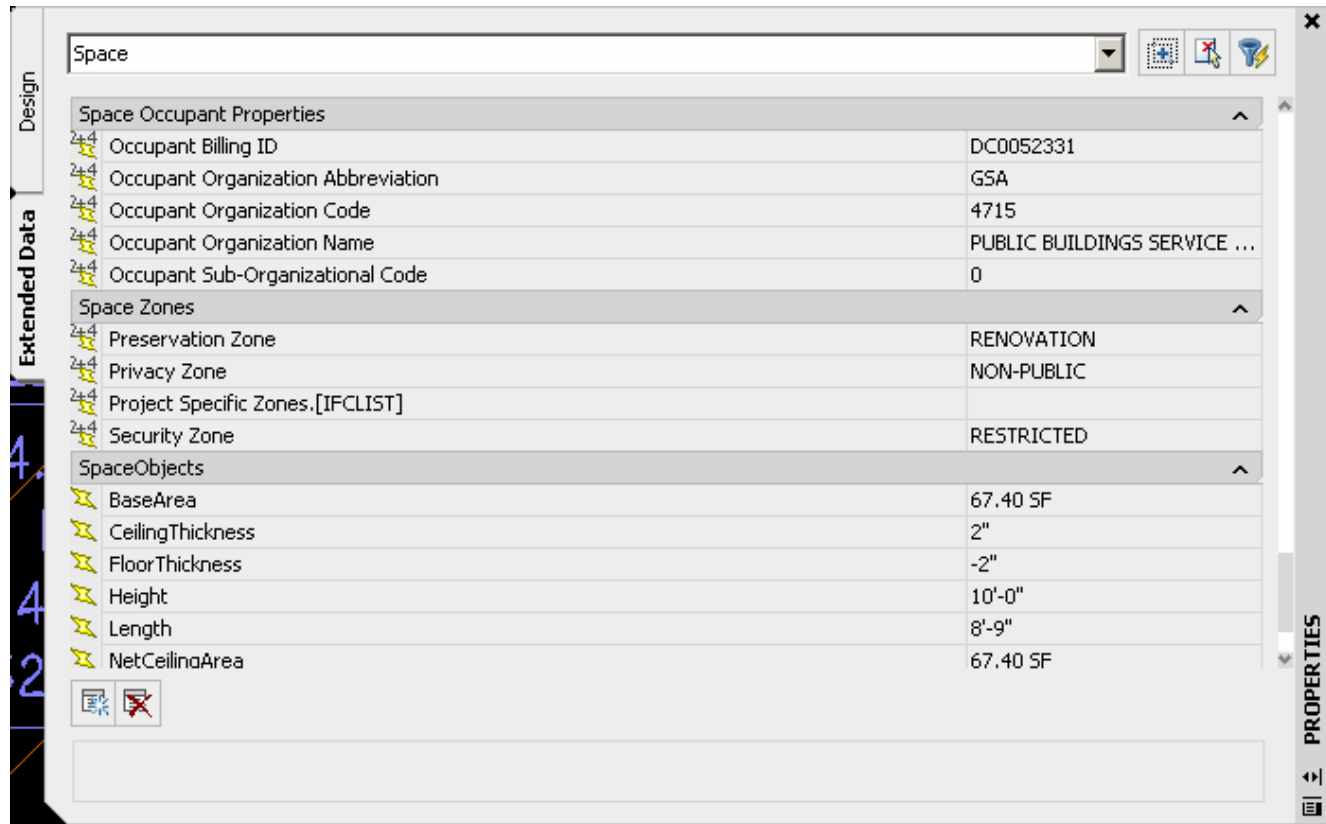 Space
Design
Extended Data
Space Occupant Properties
Occupant Billing ID DC0052331
Occupant Organization Abbreviation GSA
Occupant Organization Code 4715
Occupant Organization Name PUBLIC BUILDINGS SERVICE ...
Occupant Sub-Organizational Code 0
Space Zones
Preservation Zone RENOVATION
Privacy Zone NON-PUBLIC
Project Specific Zones.[IFCLIST]
Security Zone RESTRICTED
SpaceObjects
BaseArea 67.40 SF
CeilingThickness 2"
FloorThickness -2"
Height 10'-0"
Length 8'-9"
NetCeilingArea 67.40 SF
PROPERTIES
4.
4
2